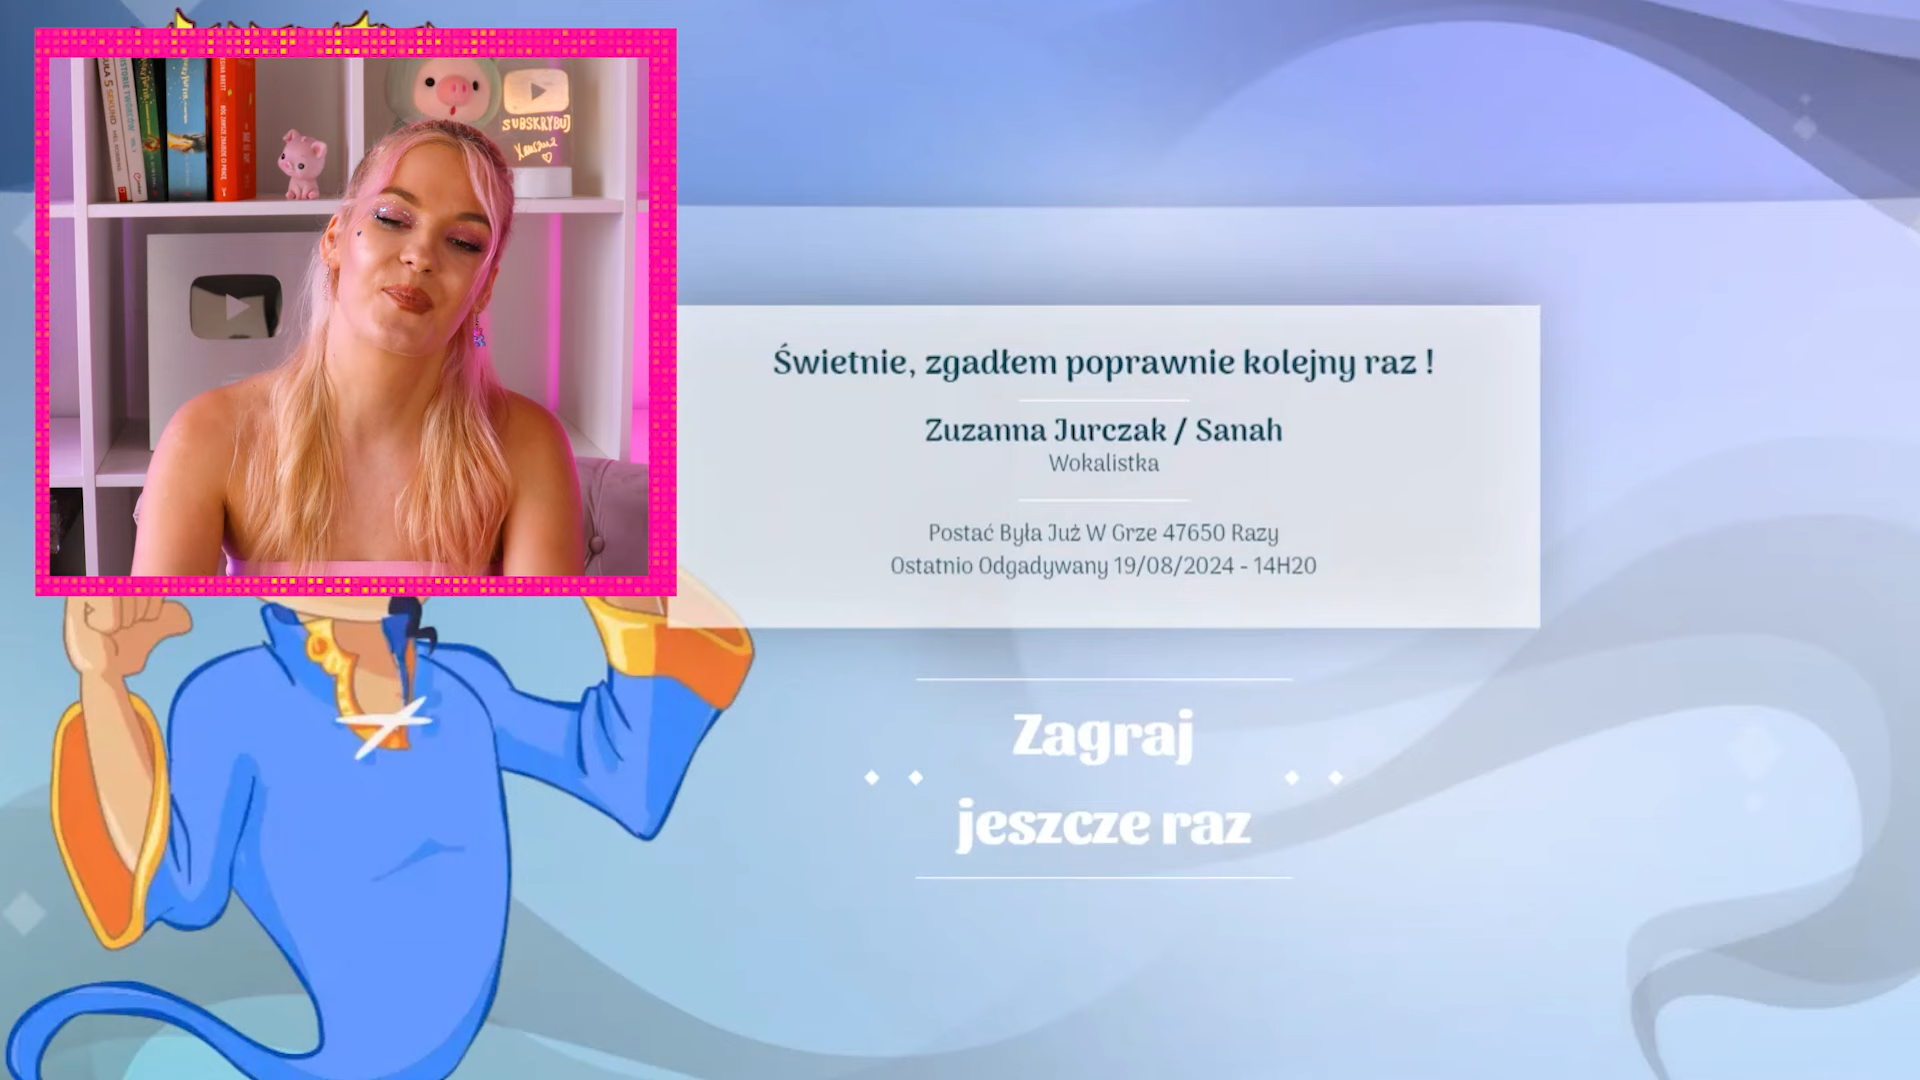 SUBSKRYBUJ
Świetnie, zgadłem poprawnie kolejny raz !
Zuzanna Jurczak / Sanah
Wokalistka
Postać Była Już W Grze 47650 Razy
Ostatnio Odgadywany 19/08/2024 - 14H20
Zagraj
jeszcze raz